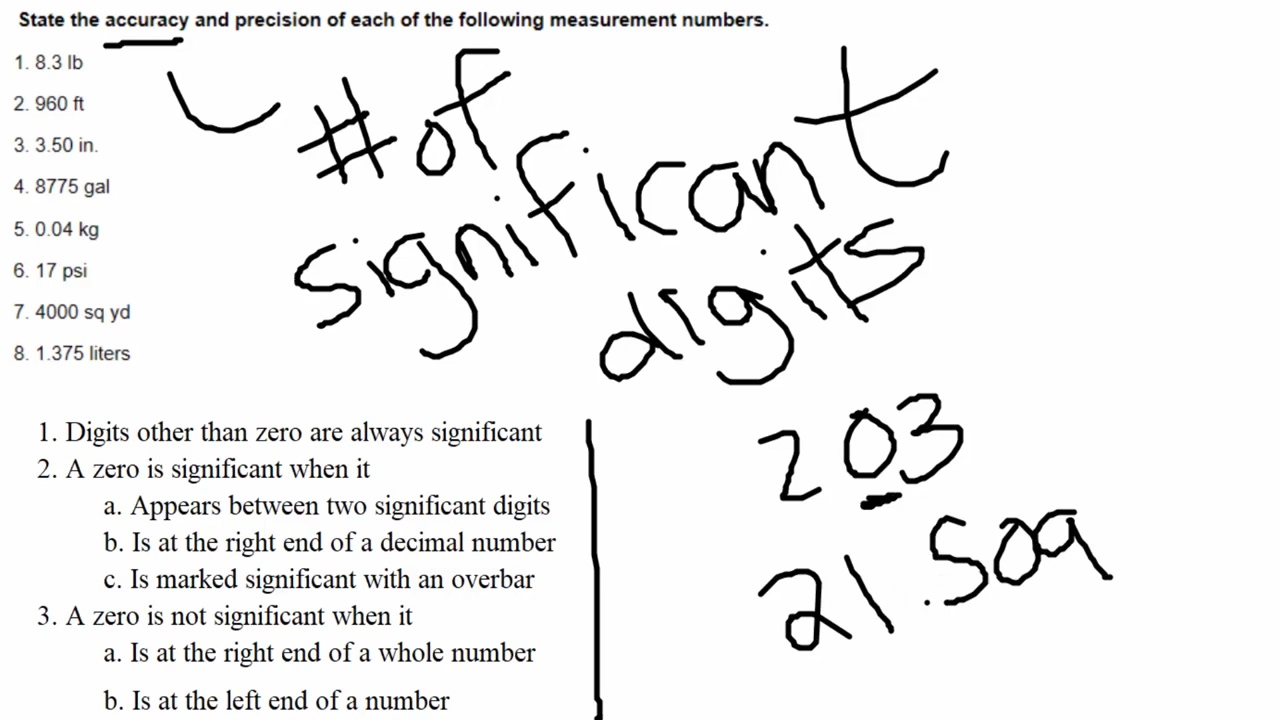 State the accuracy and precision of each of the following measurement numbers.
1. 8.3 lb
2. 960 ft
3. 3.50 in.
4. 8775 gal
5. 0.04 kg
6. 17 psi
7. 4000 sq yd
8. 1.375 liters
# of
significant
digits
1. Digits other than zero are always significant
2. A zero is significant when it
a. Appears between two significant digits
b. Is at the right end of a decimal number
c. Is marked significant with an overbar
3. A zero is not significant when it
a. Is at the right end of a whole number
b. Is at the left end of a number
203
21.509